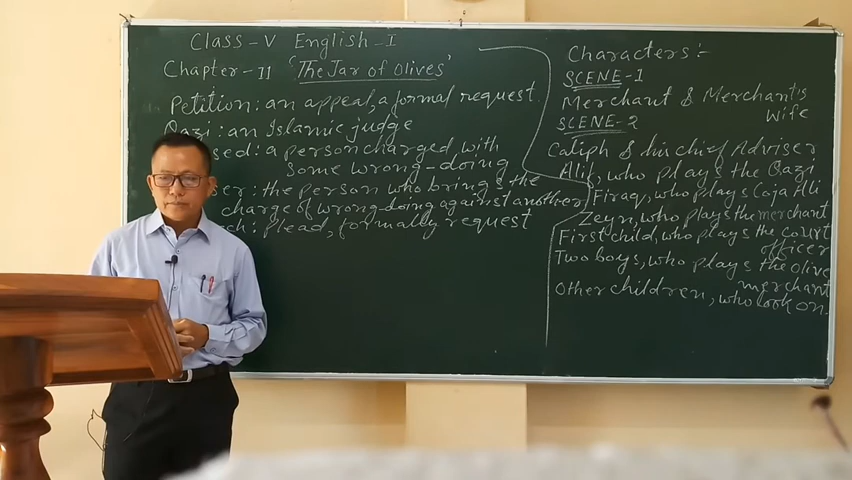 Class-V English-I
Chapter-II 'The Jar of Olives'
Petition: an appeal, a formal request.
Qazi: an Islamic judge
sed: a person charged with
some wrong-doing
ser: the person who brings the
charge of wrong-doing against another
ch: plead, formally request
Characters:-
SCENE-1
Merchant & Merchant's
Wife
SCENE-2
Caliph & his chief Adviser
Alif, who plays the Qazi
Firaq, who plays Coja Ali
Zeyn, who plays the merchant
First child, who plays the court
officer
Two boys, who plays the olive
merchant
Other children, who look on.